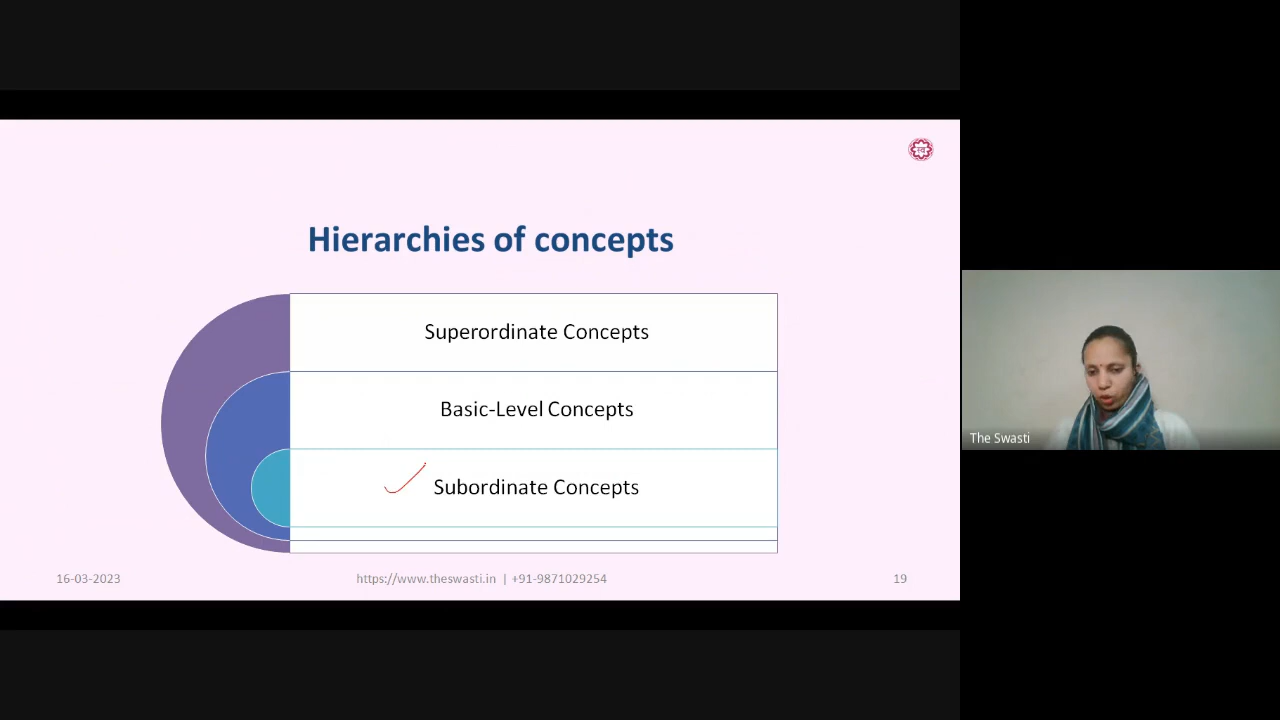 Hierarchies of concepts
Superordinate Concepts
Basic-Level Concepts
Subordinate Concepts
16-03-2023
https://www.theswasti.in | +91-9871029254
19
The Swasti